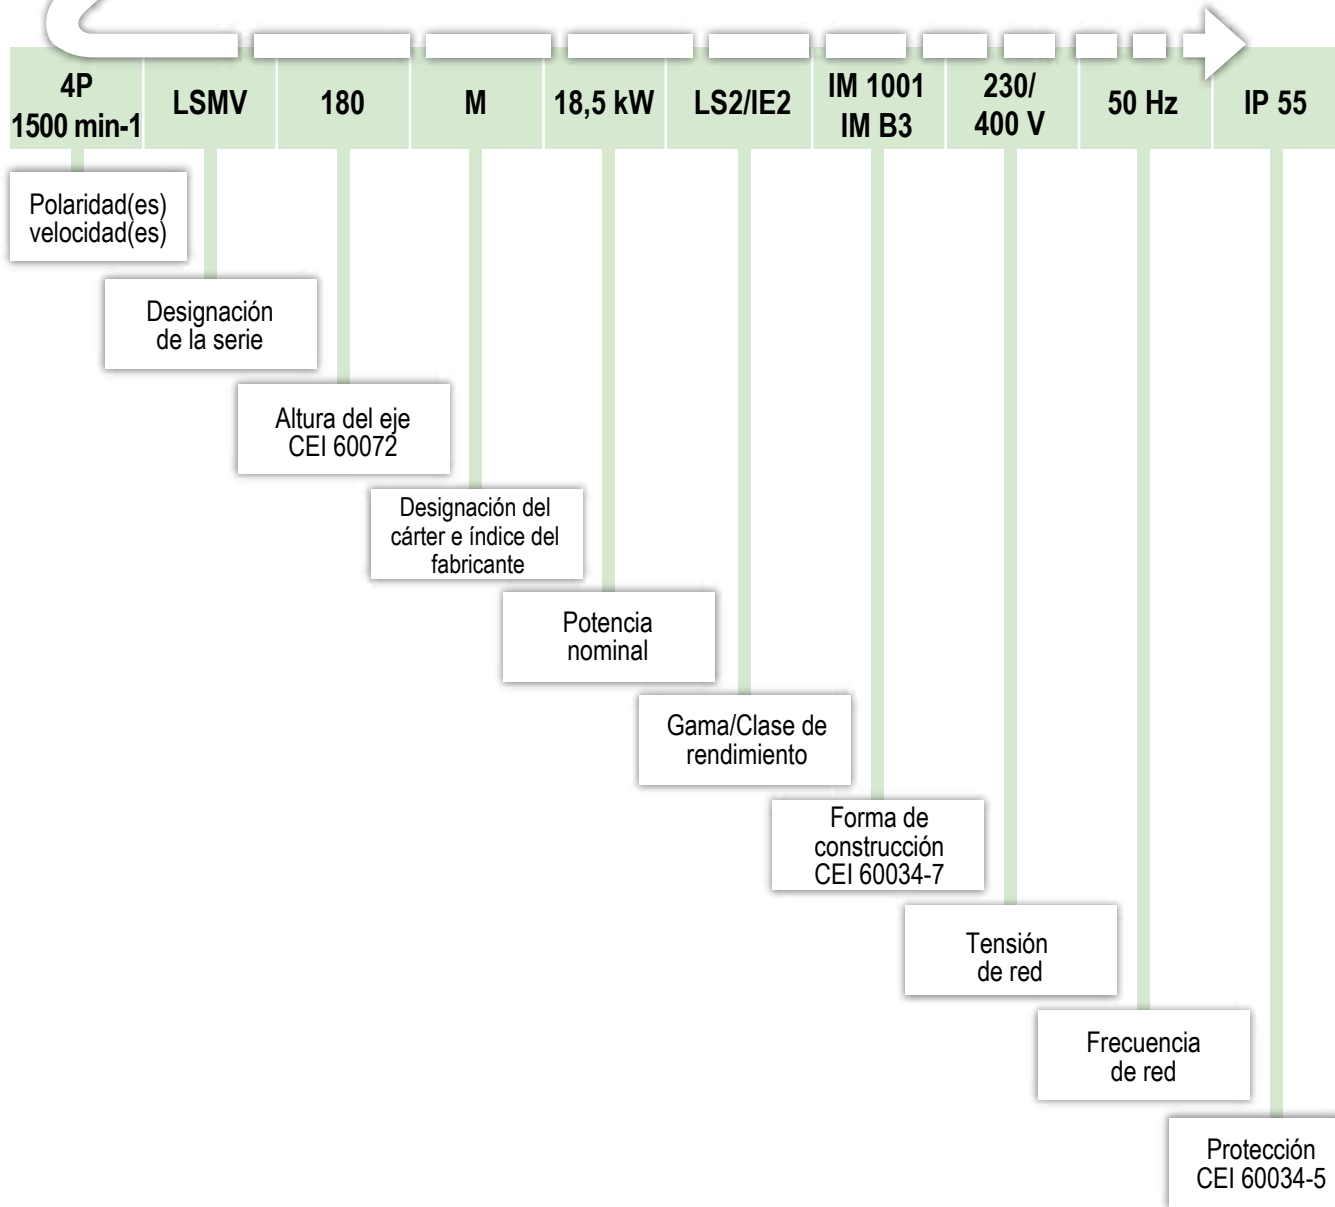 4P
1500 min-1
LSMV
180
M
18,5 kW
LS2/IE2
IM 1001
IM B3
230/
400 V
50 Hz
IP 55
Polaridad(es)
velocidad(es)
Designación
de la serie
Altura del eje
CEI 60072
Designación del
cárter e índice del
fabricante
Potencia
nominal
Gama/Clase de
rendimiento
Forma de
construcción
CEI 60034-7
Tensión
de red
Frecuencia
de red
Protección
CEI 60034-5